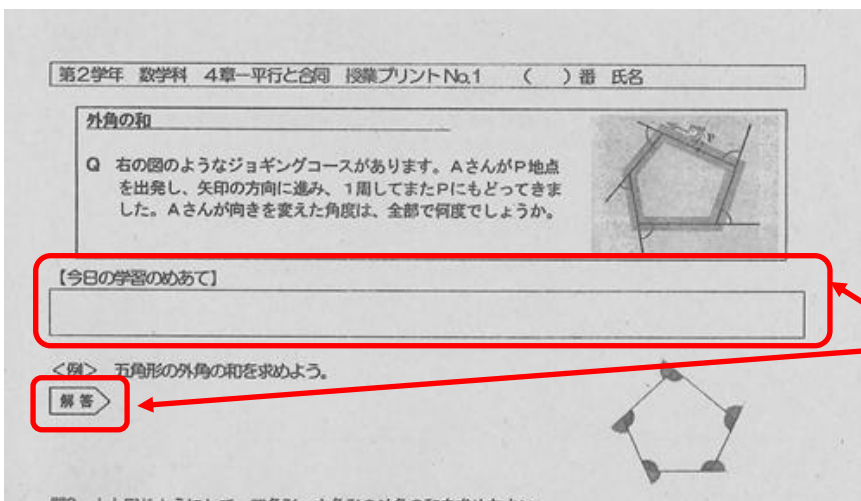 第2学年 数学科 4章ー平行と合同 授業プリントNo.1 ( )番 氏名
外角の和
Q 右の図のようなジョギングコースがあります。AさんがP地点
を出発し、矢印の方向に進み、1周してまたPにもどってきま
した。Aさんが向きを変えた角度は、全部で何度でしょうか。
P
【今日の学習のめあて】
<例> 五角形の外角の和を求めよう。
解答